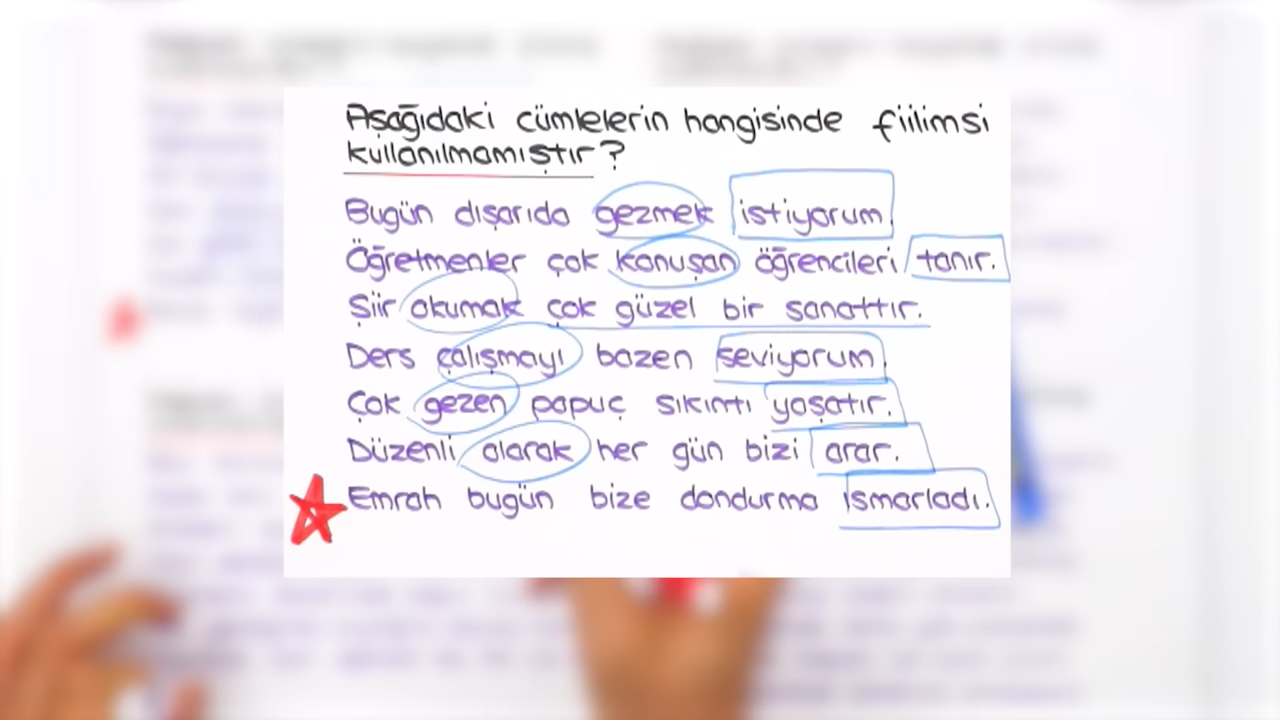 Aşağıdaki cümlelerin hangisinde fiilimsi
kullanılmamıştır?
Bugün dışarıda gezmek istiyorum.
Öğretmenler çok konuşan öğrencileri tanır.
Şiir okumak çok güzel bir sanattır.
Ders çalışmayı bazen seviyorum.
Çok gezen papuç sıkıntı yaşatır.
Düzenli olarak her gün bizi arar.
Emrah bugün bize dondurma ısmarladı.